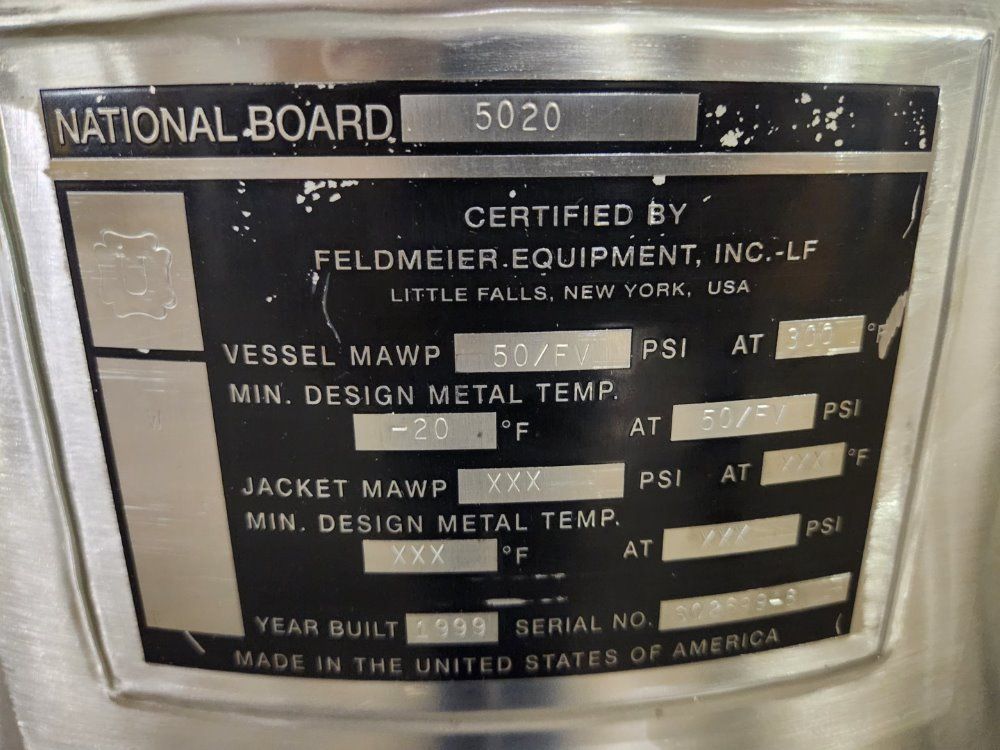 NATIONAL BOARD 5020
U
CERTIFIED BY
FELDMEIER EQUIPMENT, INC.-LF
LITTLE FALLS, NEW YORK, USA
VESSEL MAWP 50/FV PSI AT 300 °F
MIN. DESIGN METAL TEMP.
-20 °F AT 50/FV PSI
W
JACKET MAWP XXX PSI AT XXX °F
MIN. DESIGN METAL TEMP.
XXX °F AT XXX PSI
YEAR BUILT 1999 SERIAL NO.
MADE IN THE UNITED STATES OF AMERICA